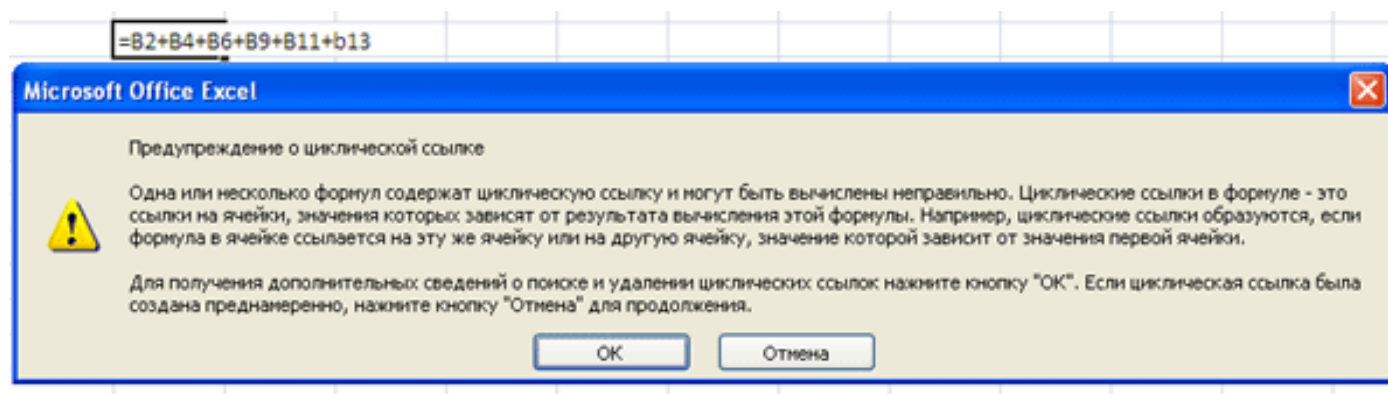 =B2+B4+B6+B9+B11+b13
Microsoft Office Excel
Предупреждение о циклической ссылке
Одна или несколько формул содержат циклическую ссылку и могут быть вычислены неправильно. Циклические ссылки в формуле - это
ссылки на ячейки, значения которых зависят от результата вычисления этой формулы. Например, циклические ссылки образуются, если
формула в ячейке ссылается на эту же ячейку или на другую ячейку, значение которой зависит от значения первой ячейки.
Для получения дополнительных сведений о поиске и удалении циклических ссылок нажмите кнопку "ОК". Если циклическая ссылка была
создана преднамеренно, нажмите кнопку "Отмена" для продолжения.
ОК Отмена